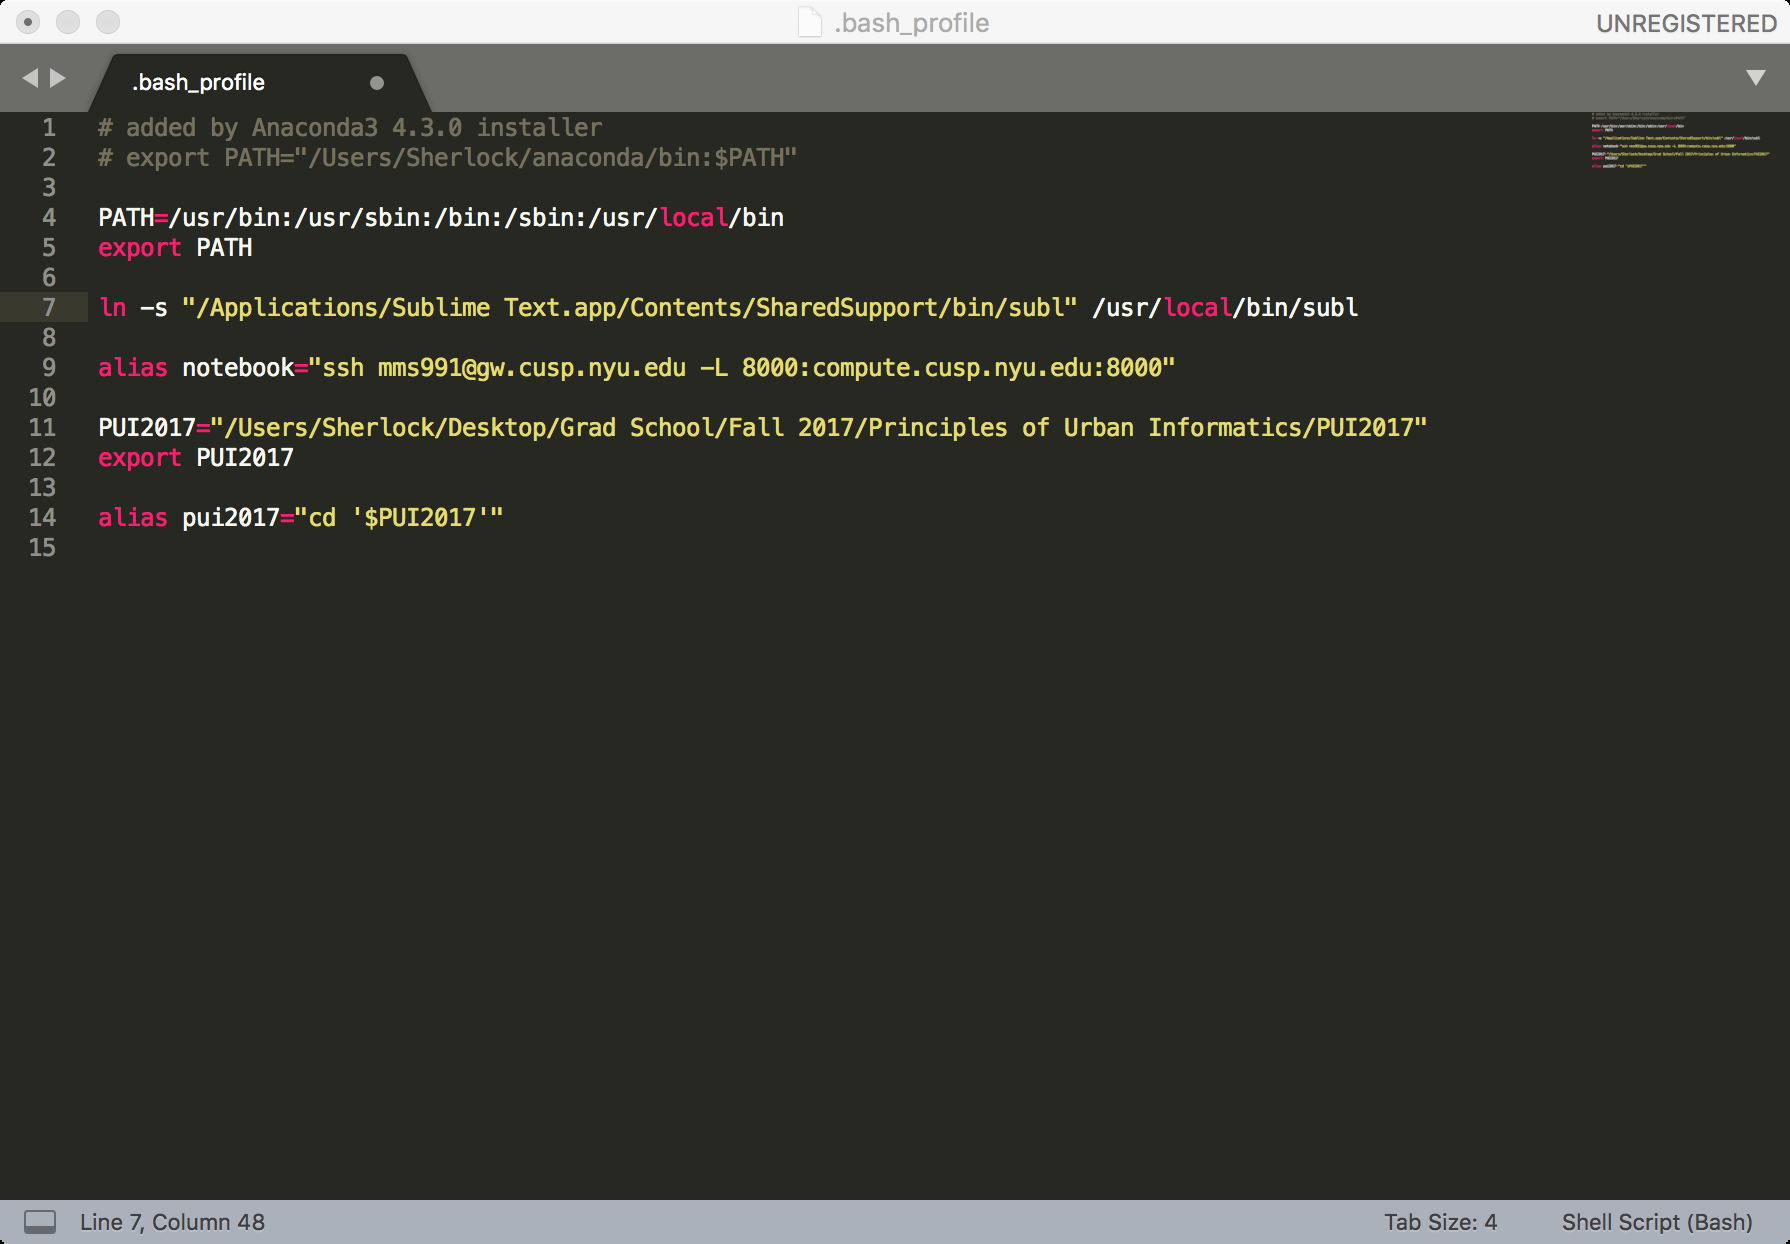 .bash_profile
UNREGISTERED
.bash_profile
1 # added by Anaconda3 4.3.0 installer
2 # export PATH="/Users/Sherlock/anaconda/bin:$PATH"
3
4 PATH=/usr/bin:/usr/sbin:/bin:/sbin:/usr/local/bin
5 export PATH
6
7 ln -s "/Applications/Sublime Text.app/Contents/SharedSupport/bin/subl" /usr/local/bin/subl
8
9 alias notebook="ssh mms991@gw.cusp.nyu.edu -L 8000:compute.cusp.nyu.edu:8000"
10
11 PUI2017="/Users/Sherlock/Desktop/Grad School/Fall 2017/Principles of Urban Informatics/PUI2017"
12 export PUI2017
13
14 alias pui2017="cd '$PUI2017'"
15
Line 7, Column 48
Tab Size: 4
Shell Script (Bash)